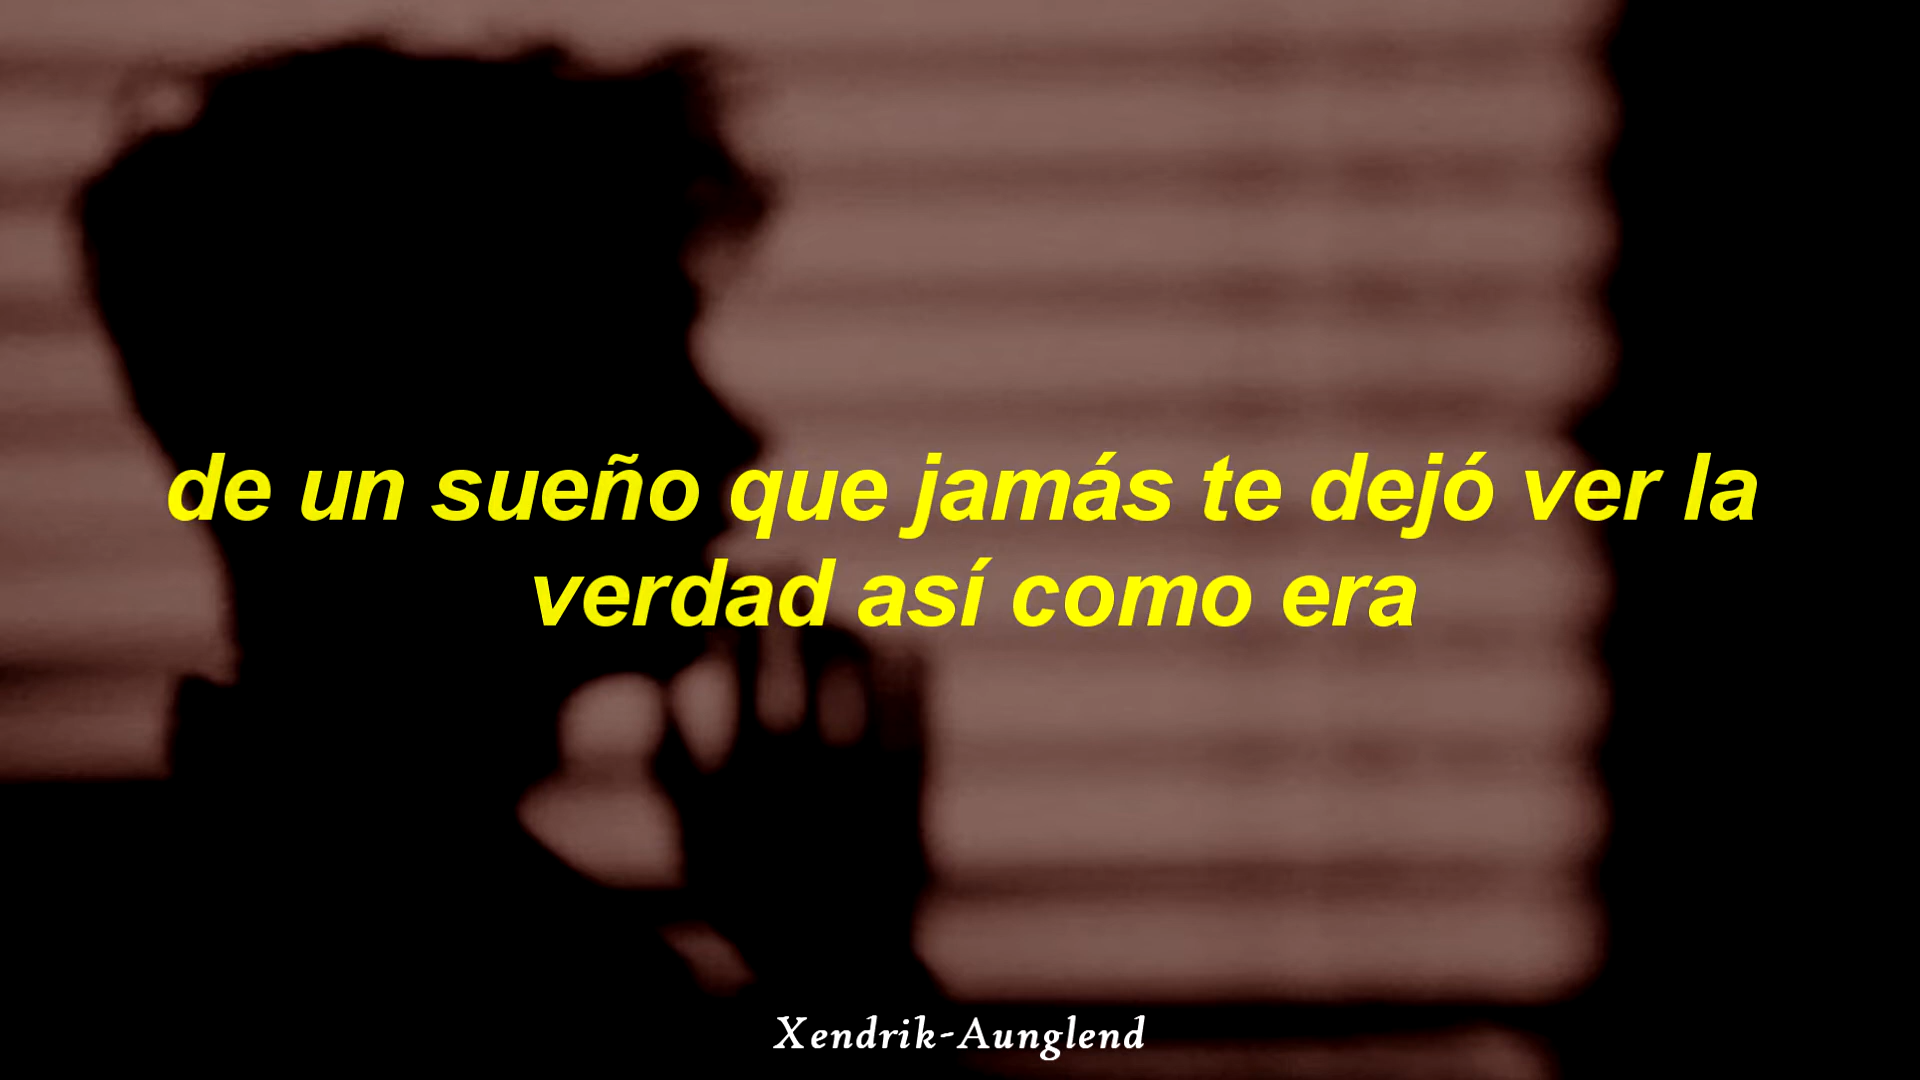 de un sueño que jamás te dejó ver la
verdad así como era
Xendrik-Aunglend